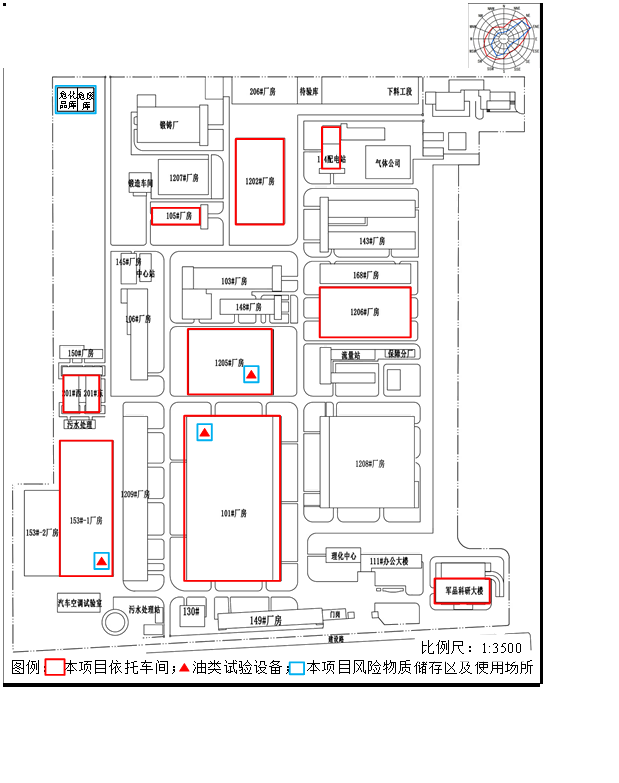 N
危化品库
危废库
206#厂房
待验库
下料工段
锻铸厂
114配电站
气体公司
1207#厂房
1202#厂房
锻造车间
105#厂房
143#厂房
145#厂房
中心站
103#厂房
168#厂房
106#厂房
148#厂房
1206#厂房
150#厂房
1205#厂房
流量站
保障分厂
201#西
201#东
污水处理
1208#厂房
1209#厂房
101#厂房
153#-1厂房
153#-2厂房
理化中心
111#办公大楼
军品科研大楼
汽车空调试验室
污水处理站
130#
149#厂房
门岗
建设路
比例尺：1:3500
图例：本项目依托车间；油类试验设备；本项目风险物质储存区及使用场所